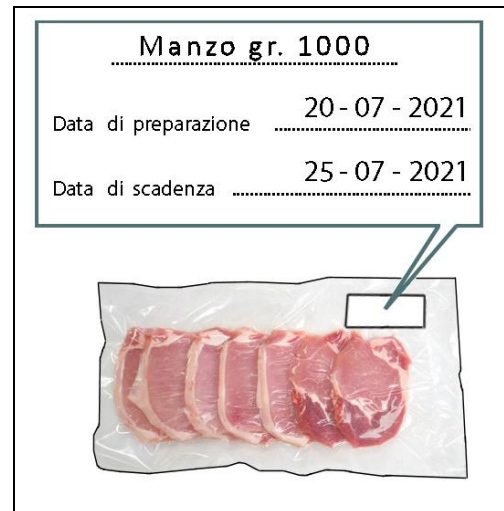 Manzo gr. 1000
Data di preparazione 20 - 07 - 2021
Data di scadenza 25 - 07 - 2021